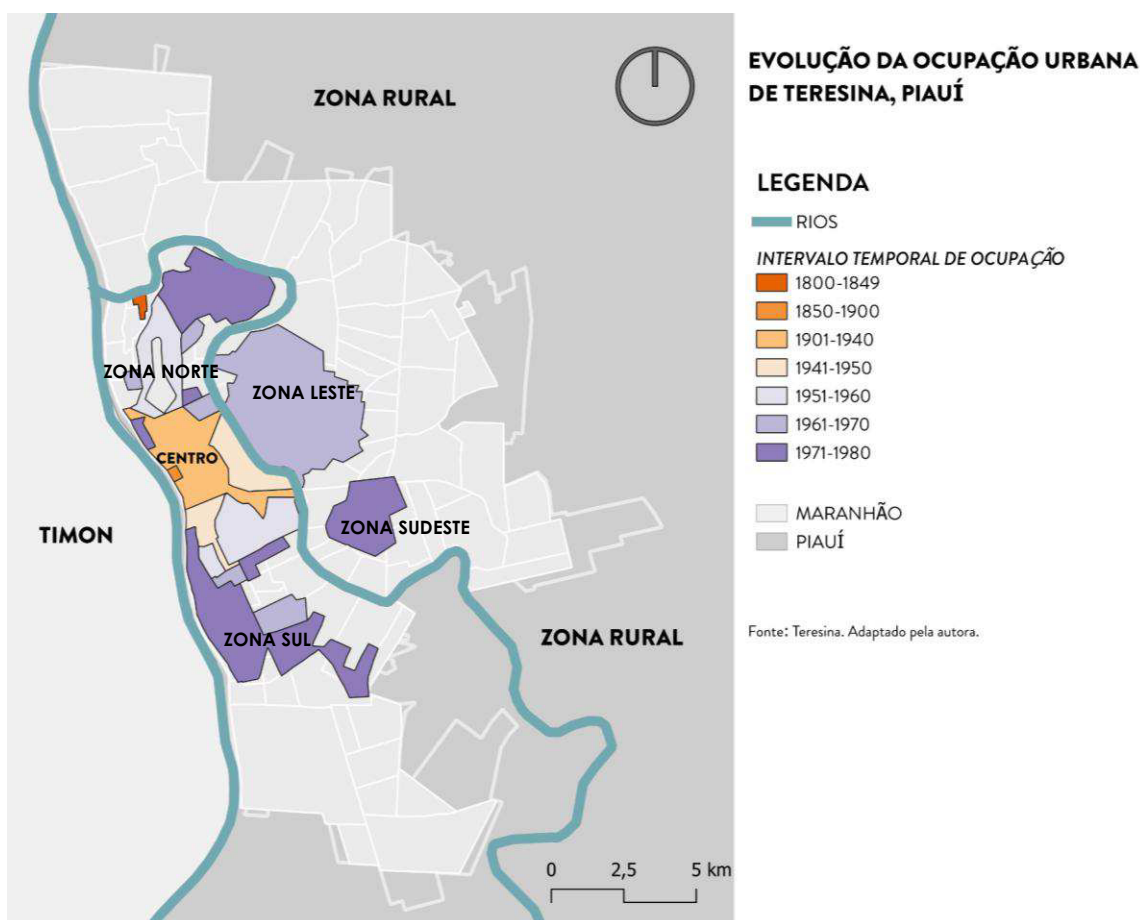 ZONA RURAL
ZONA NORTE
ZONA LESTE
CENTRO
TIMON
ZONA SUDESTE
ZONA SUL
ZONA RURAL
0 2,5 5 km
EVOLUÇÃO DA OCUPAÇÃO URBANA
DE TERESINA, PIAUÍ
LEGENDA
RIOS
INTERVALO TEMPORAL DE OCUPAÇÃO
1800-1849
1850-1900
1901-1940
1941-1950
1951-1960
1961-1970
1971-1980
MARANHÃO
PIAUÍ
Fonte: Teresina. Adaptado pela autora.